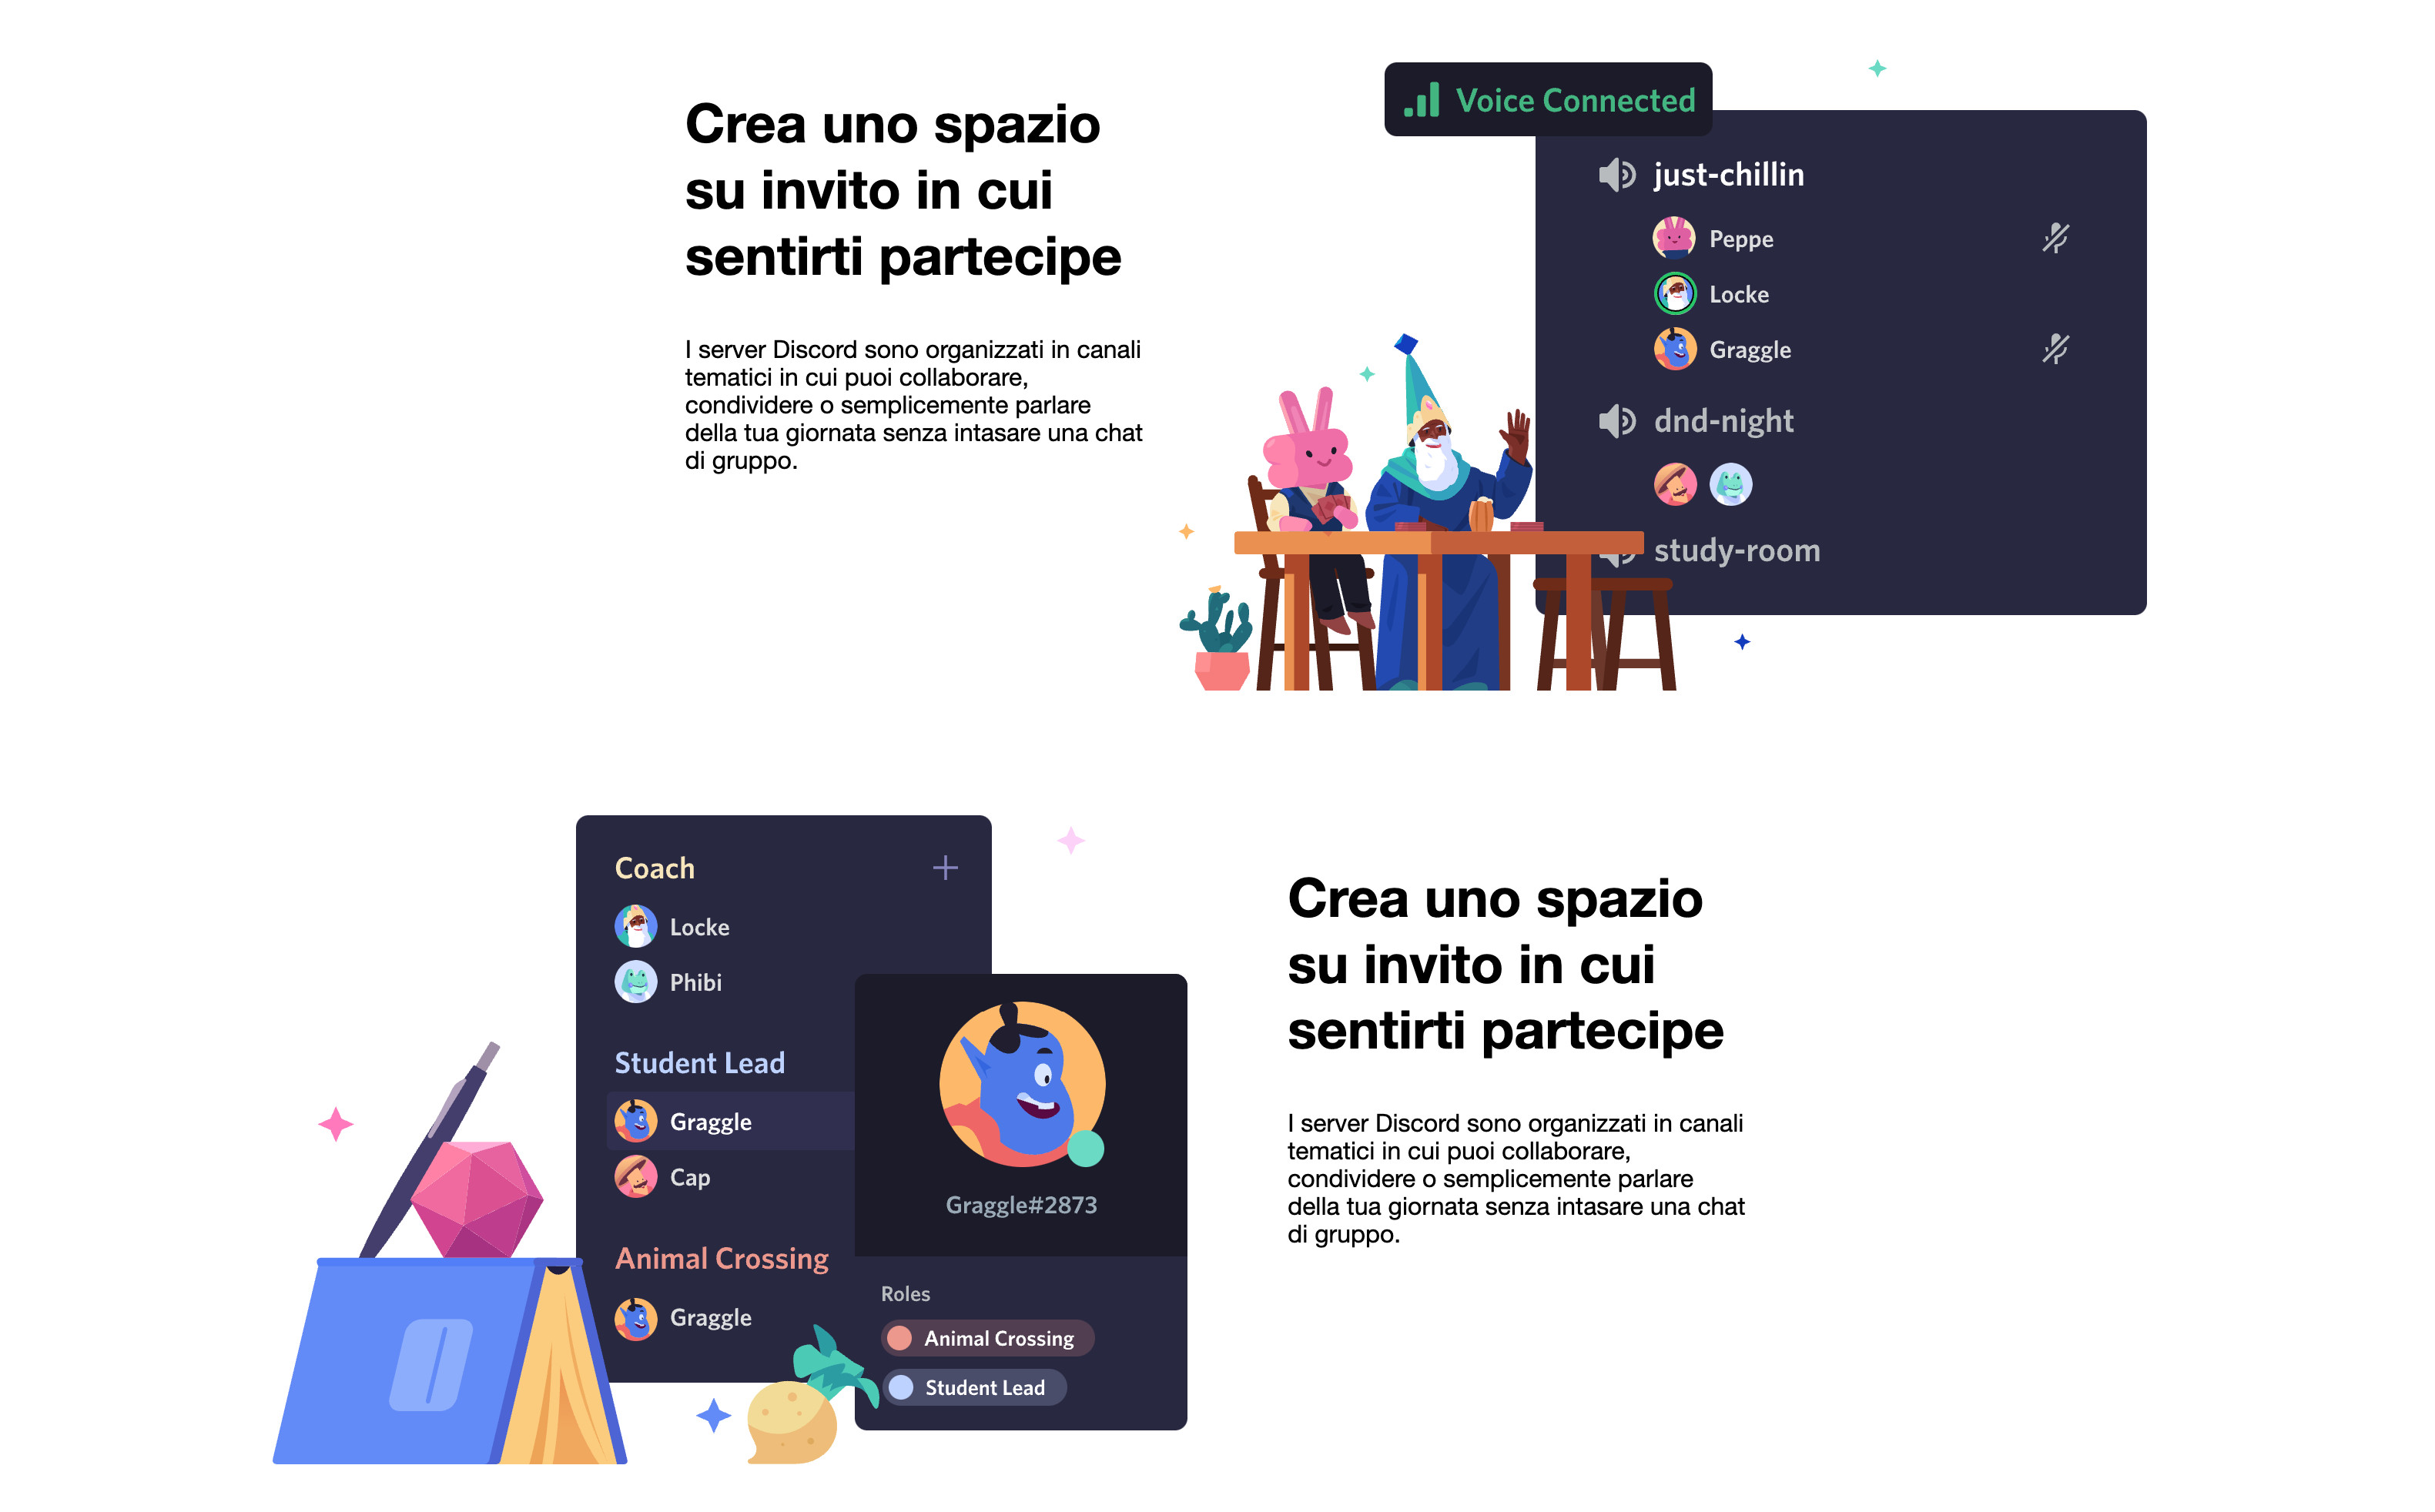 Crea uno spazio
su invito in cui
sentirti partecipe
I server Discord sono organizzati in canali
tematici in cui puoi collaborare,
condividere o semplicemente parlare
della tua giornata senza intasare una chat
di gruppo.
Voice Connected
just-chillin
Peppe
Locke
Graggle
dnd-night
study-room
Coach
Locke
Phibi
Student Lead
Graggle
Cap
Animal Crossing
Graggle
Graggle#2873
Roles
Animal Crossing
Student Lead
Crea uno spazio
su invito in cui
sentirti partecipe
I server Discord sono organizzati in canali
tematici in cui puoi collaborare,
condividere o semplicemente parlare
della tua giornata senza intasare una chat
di gruppo.